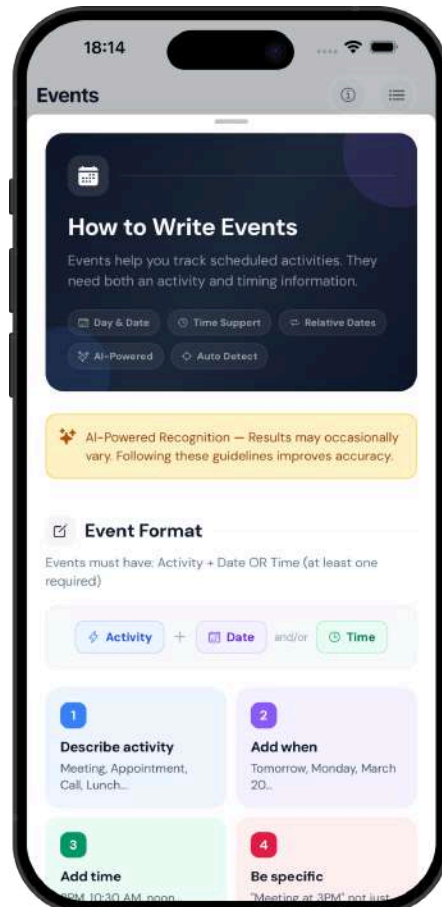 18:14
Events
How to Write Events
Events help you track scheduled activities. They
need both an activity and timing information.
Day & Date
Time Support
Relative Dates
AI-Powered
Auto Detect
AI-Powered Recognition — Results may occasionally
vary. Following these guidelines improves accuracy.
Event Format
Events must have: Activity + Date OR Time (at least one
required)
Activity + Date and/or Time
1
Describe activity
Meeting, Appointment,
Call, Lunch...
2
Add when
Tomorrow, Monday, March
20...
3
Add time
3PM, 10:30 AM, noon
4
Be specific
"Meeting at 3PM" not just